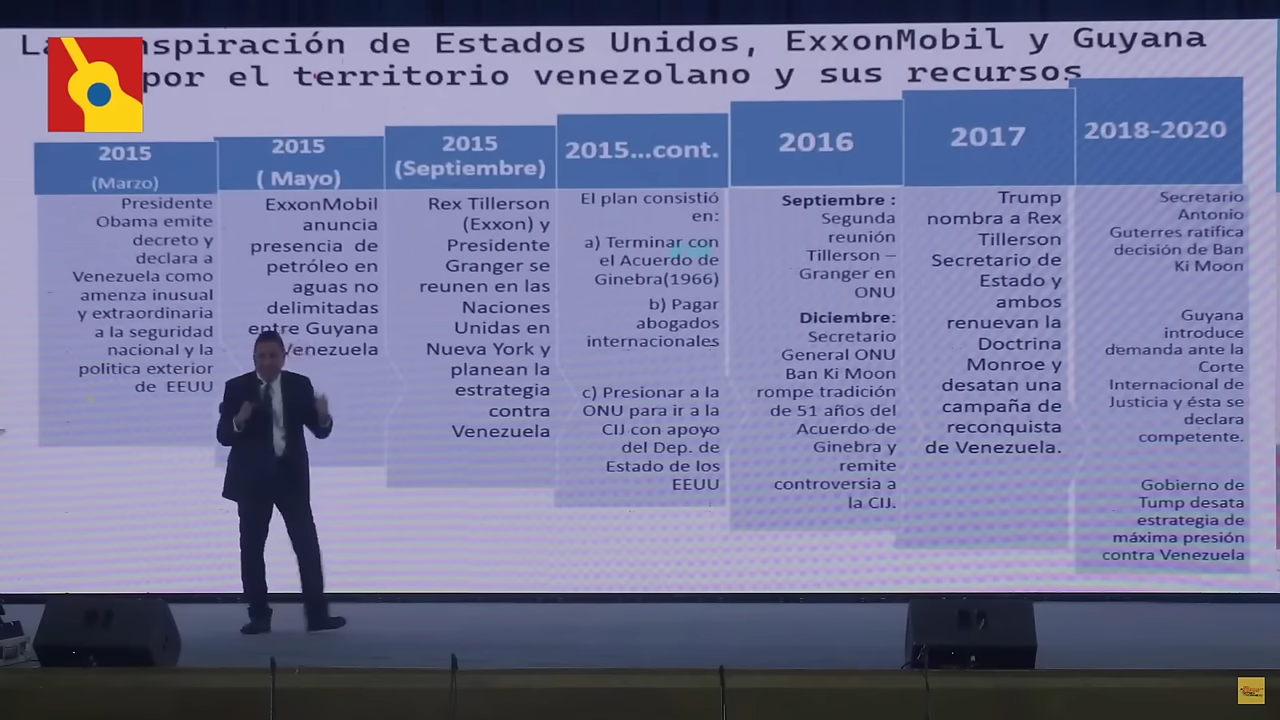 La nspiración de Estados Unidos, ExxonMobil y Guyana
por el territorio venezolano y sus recursos
2015
(Marzo)
Presidente
Obama emite
decreto y
declara a
Venezuela como
amenza inusual
y extraordinaria
a la seguridad
nacional y la
politica exterior
de EEUU
2015
( Mayo)
ExxonMobil
anuncia
presencia de
petróleo en
aguas no
delimitadas
entre Guyana
Venezuela
2015
(Septiembre)
Rex Tillerson
(Exxon) y
Presidente
Granger se
reunen en las
Naciones
Unidas en
Nueva York y
planean la
estrategia
contra
Venezuela
2015...cont.
El plan consistió
en:
a) Terminar con
el Acuerdo de
Ginebra(1966)
b) Pagar
abogados
internacionales
c) Presionar a la
ONU para ir a la
CIJ con apoyo
del Dep. de
Estado de los
EEUU
2016
Septiembre :
Segunda
reunión
Tillerson –
Granger en
ONU
Diciembre:
Secretario
General ONU
Ban Ki Moon
rompe tradición
de 51 años del
Acuerdo de
Ginebra y
remite
controversia a
la CIJ.
2017
Trump
nombra a Rex
Tillerson
Secretario de
Estado y
ambos
renuevan la
Doctrina
Monroe y
desatan una
campaña de
reconquista
de Venezuela.
2018-2020
Secretario
Antonio
Guterres ratifica
decisión de Ban
Ki Moon
Guyana
introduce
demanda ante la
Corte
Internacional de
Justicia y ésta se
declara
competente.
Gobierno de
Tump desata
estrategia de
máxima presión
contra Venezuela